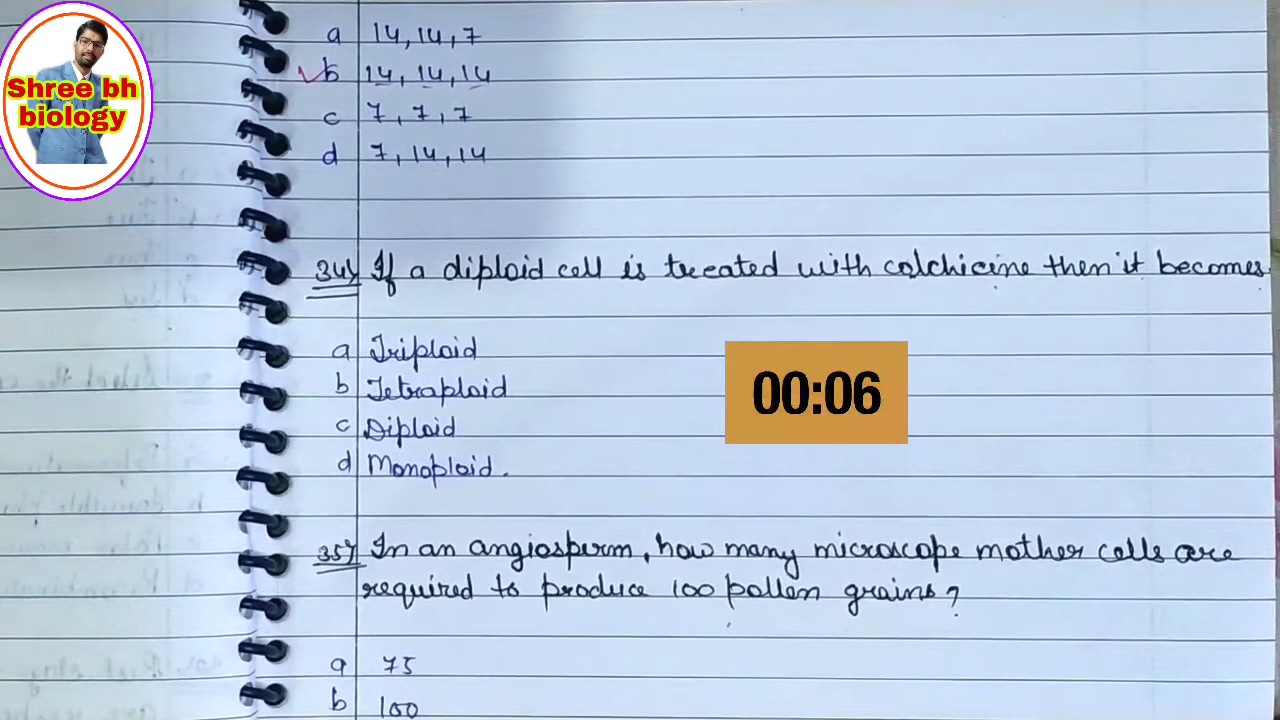 Shree bh
biology
a 14, 14, 7
b 14, 14, 14
c 7, 7, 7
d 7, 14, 14
34) If a diploid cell is treated with colchicine then it becomes
a Triploid
b Tetraploid
00:06
c Diploid
d Monoploid.
35) In an angiosperm, how many microscope mother cells are
required to produce 100 pollen grains?
a 75
b 100